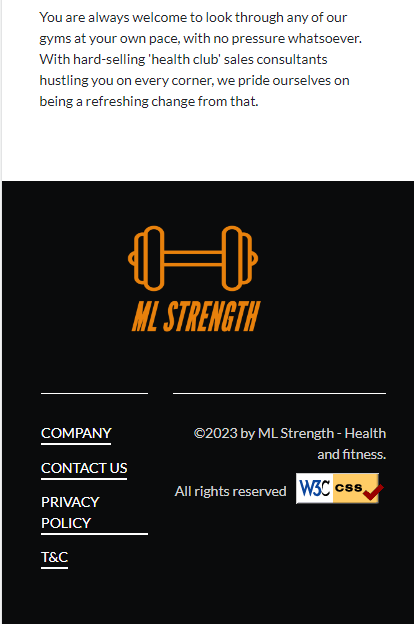 You are always welcome to look through any of our
gyms at your own pace, with no pressure whatsoever.
With hard-selling 'health club' sales consultants
hustling you on every corner, we pride ourselves on
being a refreshing change from that.
ML STRENGTH
COMPANY
CONTACT US
PRIVACY
POLICY
T&C
©2023 by ML Strength - Health
and fitness.
All rights reserved W3C css